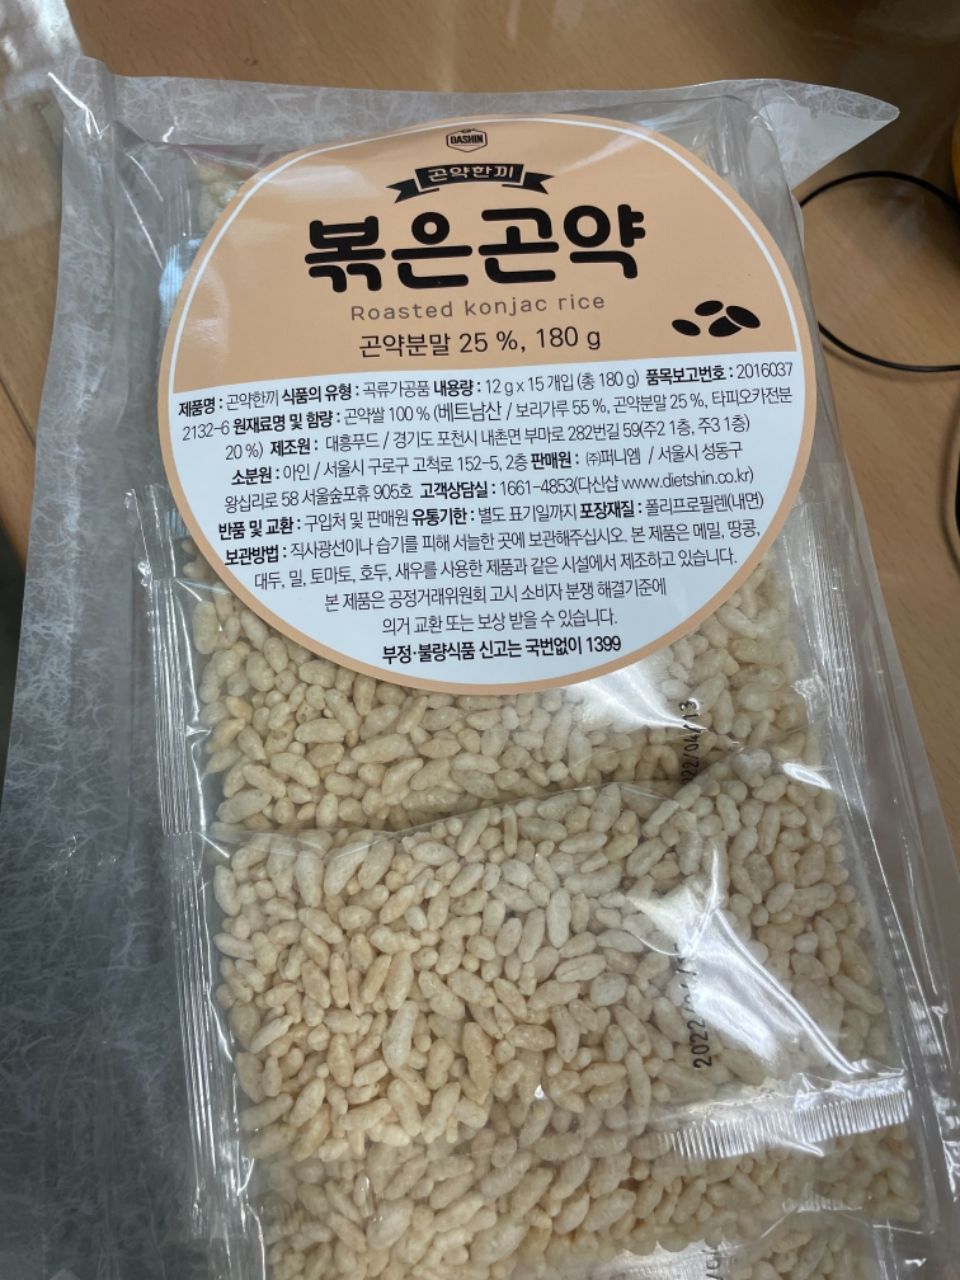 DASHIN
곤약한끼
볶은곤약
Roasted konjac rice
곤약분말 25 %, 180 g
제품명 : 곤약한끼 식품의 유형 : 곡류가공품 내용량 : 12 g x 15 개입 (총 180 g) 품목보고번호 : 2016037
2132-6 원재료명 및 함량 : 곤약쌀 100 % (베트남산 / 보리가루 55 %, 곤약분말 25 %, 타피오카전분
20 %) 제조원 : 대흥푸드 / 경기도 포천시 내촌면 부마로 282번길 59(주2 1층, 주3 1층)
소분원 : 아인 / 서울시 구로구 고척로 152-5, 2층 판매원 : ㈜퍼니엠 / 서울시 성동구
왕십리로 58 서울숲포휴 905호 고객상담실 : 1661-4853(다신샵 www.dietshin.co.kr)
반품 및 교환 : 구입처 및 판매원 유통기한 : 별도 표기일까지 포장재질 : 폴리프로필렌(내면)
보관방법 : 직사광선이나 습기를 피해 서늘한 곳에 보관해주십시오. 본 제품은 메밀, 땅콩,
대두, 밀, 토마토, 호두, 새우를 사용한 제품과 같은 시설에서 제조하고 있습니다.
본 제품은 공정거래위원회 고시 소비자 분쟁 해결기준에
의거 교환 또는 보상 받을 수 있습니다.
부정·불량식품 신고는 국번없이 1399
22/04/13